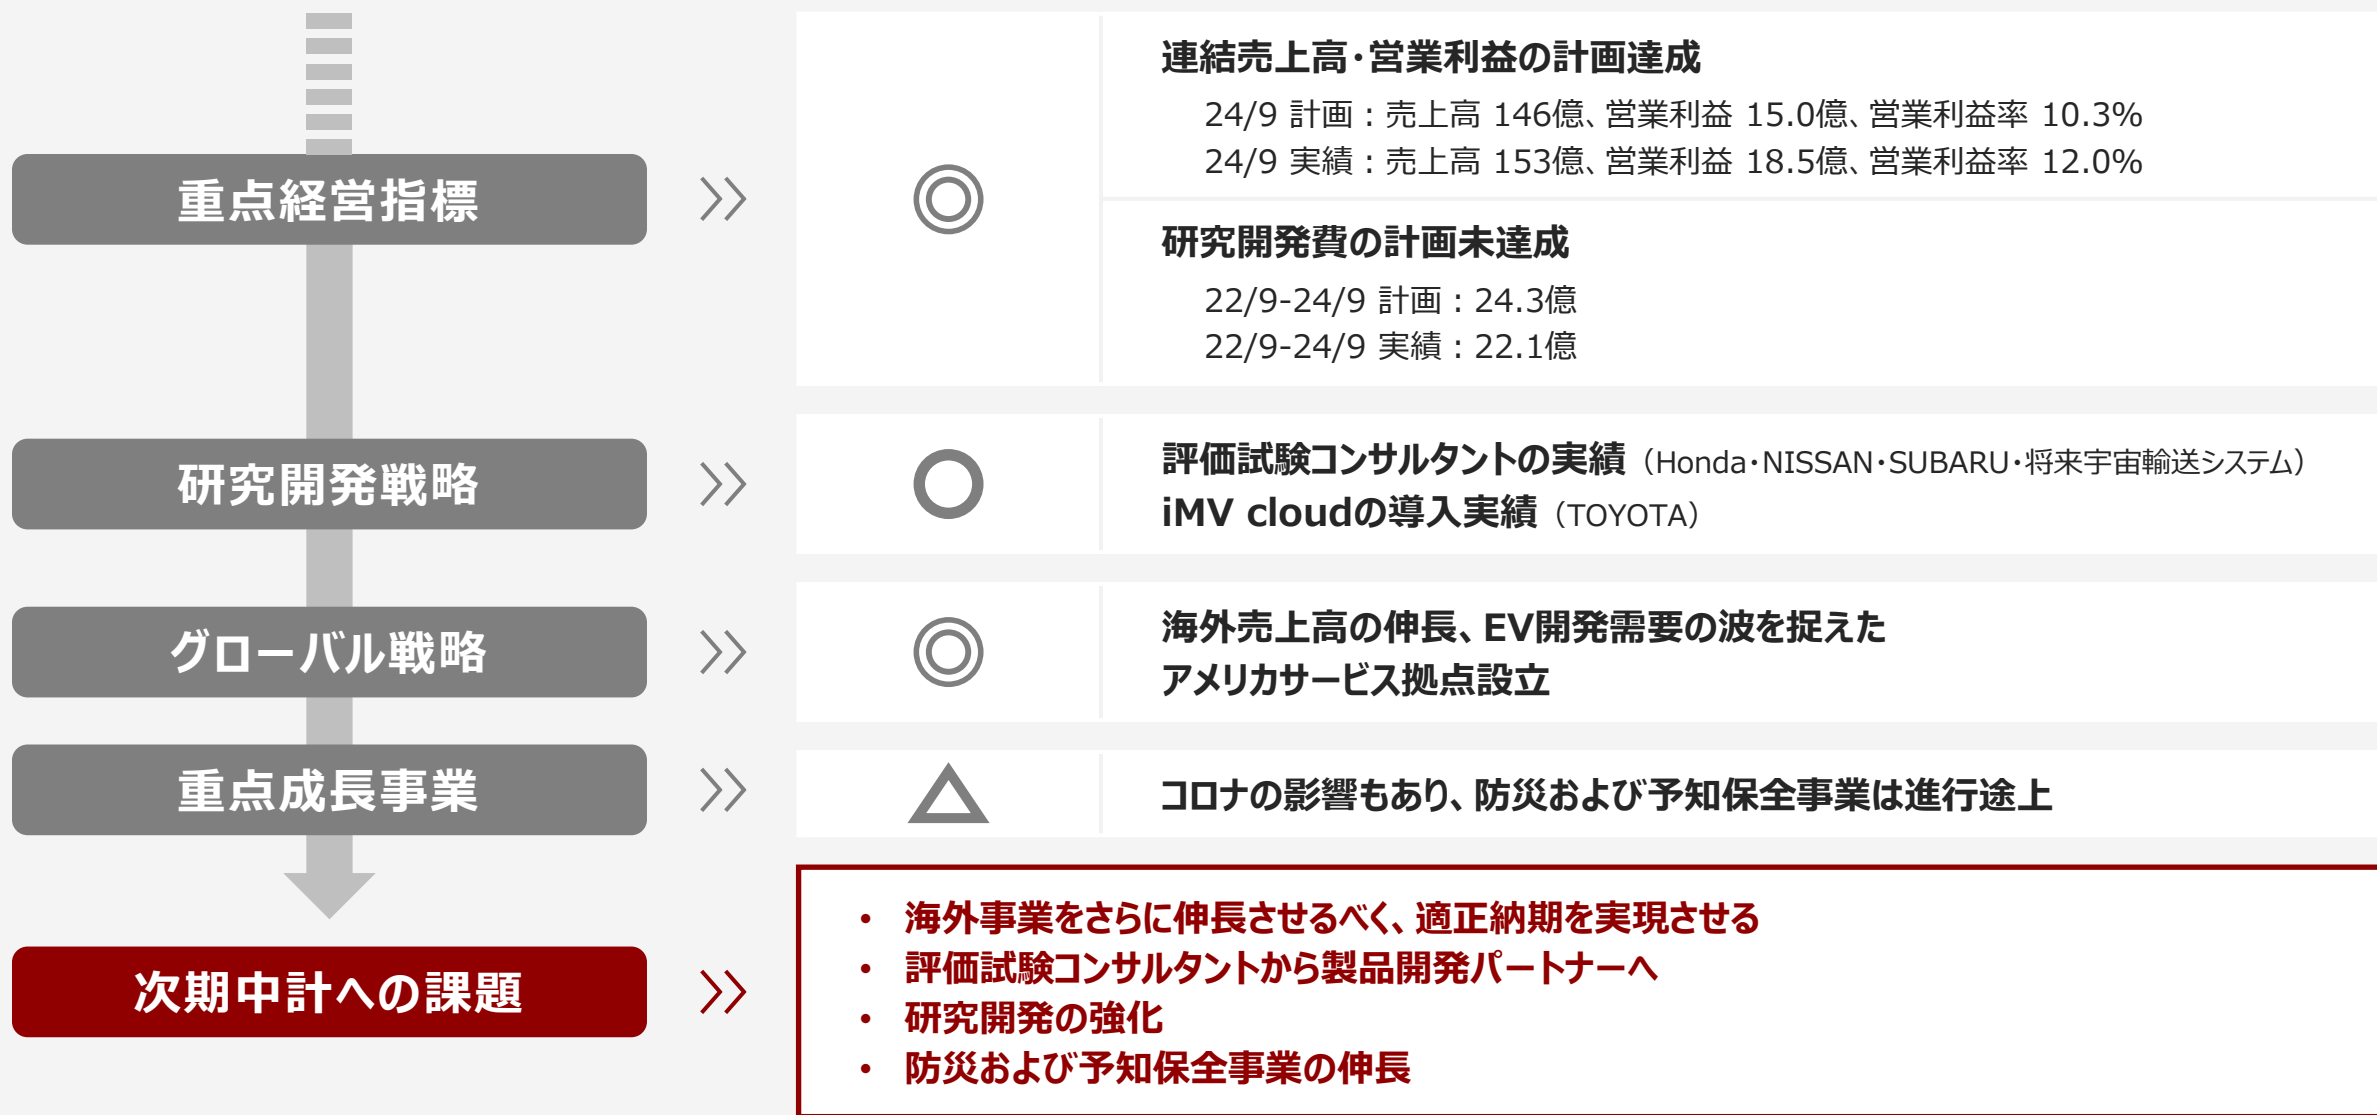 重点経営指標
連結売上高・営業利益の計画達成
24/9 計画：売上高 146億、営業利益 15.0億、営業利益率 10.3%
24/9 実績：売上高 153億、営業利益 18.5億、営業利益率 12.0%
研究開発費の計画未達成
22/9-24/9 計画：24.3億
22/9-24/9 実績：22.1億
研究開発戦略
評価試験コンサルタントの実績（Honda・NISSAN・SUBARU・将来宇宙輸送システム）
iMV cloudの導入実績（TOYOTA）
グローバル戦略
海外売上高の伸長、EV開発需要の波を捉えた
アメリカサービス拠点設立
重点成長事業
コロナの影響もあり、防災および予知保全事業は進行途上
次期中計への課題
• 海外事業をさらに伸長させるべく、適正納期を実現させる
• 評価試験コンサルタントから製品開発パートナーへ
• 研究開発の強化
• 防災および予知保全事業の伸長